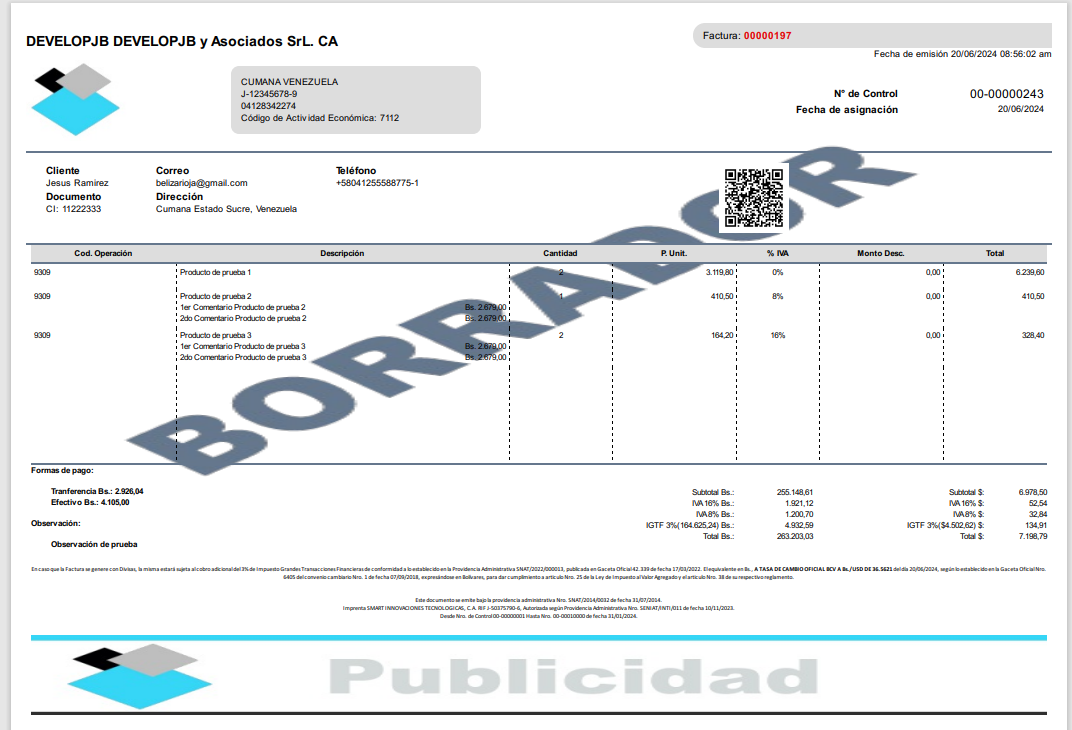 DEVELOPJB DEVELOPJB y Asociados SrL. CA
Factura: 00000197
Fecha de emisión 20/06/2024 08:56:02 am
CUMANA VENEZUELA
J-12345678-9
04128342274
Código de Actividad Económica: 7112
N° de Control 00-00000243
Fecha de asignación 20/06/2024
Cliente Correo Teléfono
Jesus Ramirez belizarioja@gmail.com +58041255588775-1
Documento Dirección
CI: 11222333 Cumana Estado Sucre, Venezuela
BORRADOR
Cod. Operación Descripción Cantidad P. Unit. % IVA Monto Desc. Total
9309 Producto de prueba 1 2 3.119,80 0% 0,00 6.239,60
9309 Producto de prueba 2 1 410,50 8% 0,00 410,50
1er Comentario Producto de prueba 2 Bs. 2.679,00
2do Comentario Producto de prueba 2 Bs. 2.679,00
9309 Producto de prueba 3 2 164,20 16% 0,00 328,40
1er Comentario Producto de prueba 3 Bs. 2.679,00
2do Comentario Producto de prueba 3 Bs. 2.679,00
Formas de pago:
Tranferencia Bs.: 2.926,04
Efectivo Bs.: 4.105,00
Observación:
Observación de prueba
Subtotal Bs.: 255.148,61 Subtotal $: 6.978,50
IVA 16% Bs.: 1.921,12 IVA 16% $: 52,54
IVA 8% Bs.: 1.200,70 IVA 8% $: 32,84
IGTF 3%(164.625,24) Bs.: 4.932,59 IGTF 3%($4.502,62) $: 134,91
Total Bs.: 263.203,03 Total $: 7.198,79
En caso que la Factura se genere con Divisas, la misma estará sujeta al cobro adicional del 3% de Impuesto Grandes Transacciones Financieras de conformidad a lo establecido en la Providencia Administrativa SNAT/2022/000013, publicada en Gaceta Oficial 42.339 de fecha 17/03/2022. El equivalente en Bs., A TASA DE CAMBIO OFICIAL BCV A Bs./USD DE 36.5621 del día 20/06/2024, según lo establecido en la Gaceta Oficial Nro.
6405 del convenio cambiario Nro. 1 de fecha 07/09/2018, expresándose en Bolívares, para dar cumplimiento a articulo Nro. 25 de la Ley de Impuesto al Valor Agregado y el artículo Nro. 38 de su respectivo reglamento.
Este documento se emite bajo la providencia administrativa Nro. SNAT/2014/0032 de fecha 31/07/2014.
Imprenta SMART INNOVACIONES TECNOLOGICAS, C.A. RIF J-50375790-6, Autorizada según Providencia Administrativa Nro. SENIAT/INTI/011 de fecha 10/11/2023.
Desde Nro. de Control 00-00000001 Hasta Nro. 00-00010000 de fecha 31/01/2024.
Publicidad